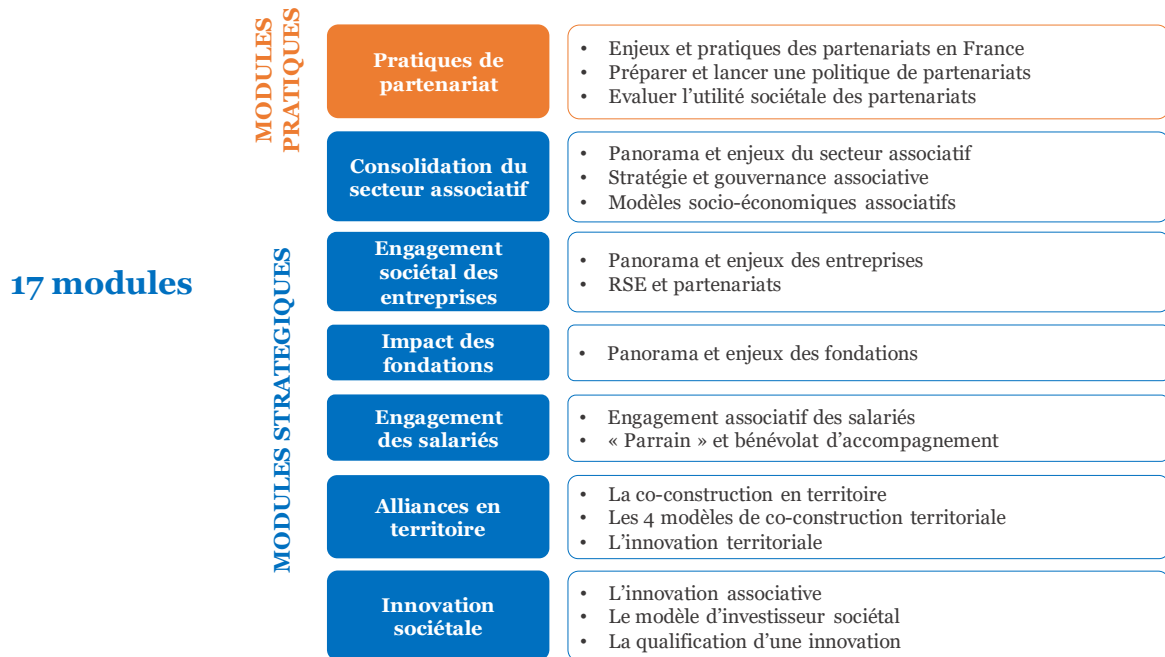 MODULES
PRATIQUES
Pratiques de
partenariat
• Enjeux et pratiques des partenariats en France
• Préparer et lancer une politique de partenariats
• Evaluer l’utilité sociétale des partenariats
17 modules
MODULES STRATEGIQUES
Consolidation du
secteur associatif
• Panorama et enjeux du secteur associatif
• Stratégie et gouvernance associative
• Modèles socio-économiques associatifs
Engagement
sociétal des
entreprises
• Panorama et enjeux des entreprises
• RSE et partenariats
Impact des
fondations
• Panorama et enjeux des fondations
Engagement
des salariés
• Engagement associatif des salariés
• « Parrain » et bénévolat d’accompagnement
Alliances en
territoire
• La co-construction en territoire
• Les 4 modèles de co-construction territoriale
• L’innovation territoriale
Innovation
sociétale
• L’innovation associative
• Le modèle d’investisseur sociétal
• La qualification d’une innovation